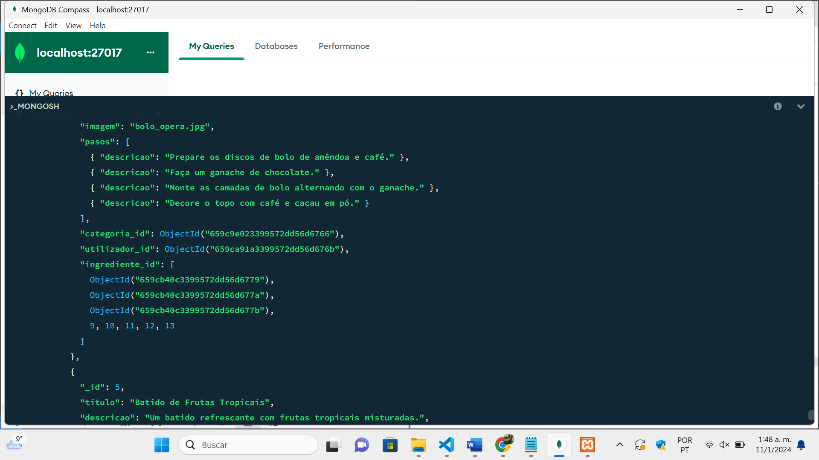 MongoDB Compass - localhost:27017
Connect Edit View Help
localhost:27017 ...
My Queries Databases Performance
{} My Queries
>_MONGOSH
"imagem": "bolo_opera.jpg",
"pasos": [
{ "descricao": "Prepare os discos de bolo de amêndoa e café." },
{ "descricao": "Faça um ganache de chocolate." },
{ "descricao": "Monte as camadas de bolo alternando com o ganache." },
{ "descricao": "Decore o topo com café e cacau em pó." }
],
"categoria_id": ObjectId("659c9e023399572dd56d6766"),
"utilizador_id": ObjectId("659ca91a3399572dd56d676b"),
"ingrediente_id": [
ObjectId("659cb40c3399572dd56d6779"),
ObjectId("659cb40c3399572dd56d677a"),
ObjectId("659cb40c3399572dd56d677b"),
9, 10, 11, 12, 13
]
},
{
"_id": 5,
"titulo": "Batido de Frutas Tropicais",
"descricao": "Um batido refrescante com frutas tropicais misturadas.",
9°
Buscar
POR
PT
1:48 a. m.
11/1/2024